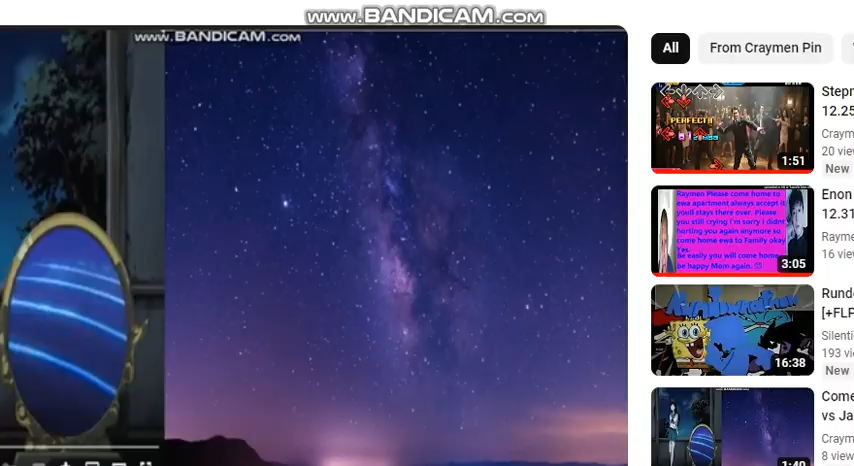 www.BANDICAM.com
www.BANDICAM.com
All
From Craymen Pin
PERFECT!!
1:51
Stepr
12.25
Craym
20 view
New
Raymen Please come home to
ewa apartment always accept it
youll stays there over. Please
you still crying I'm sorry I didnt
hurting you again anymore so
come home ewa to Family okay
Yes.
Be easily you will come home
be happy Mom again.
3:05
Enon
12.31
Rayme
16 view
16:38
Runde
[+FLP
Silenti
193 vie
New
1:40
Come
vs Ja
Craym
8 view